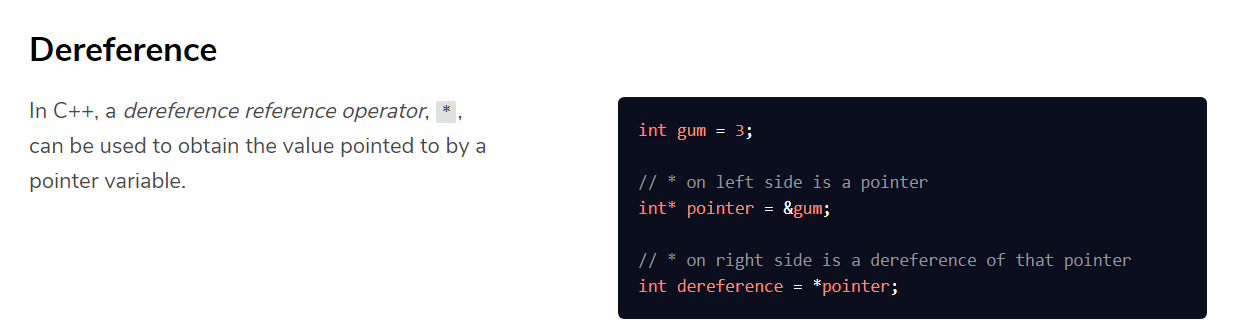 Dereference
In C++, a dereference reference operator, *,
can be used to obtain the value pointed to by a
pointer variable.
int gum = 3;
// * on left side is a pointer
int* pointer = &gum;
// * on right side is a dereference of that pointer
int dereference = *pointer;